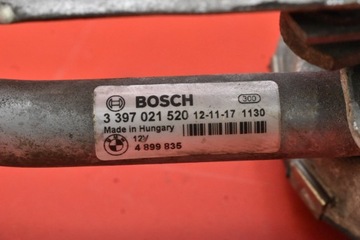 BOSCH
3 397 021 520 12-11-17 1130
Made in Hungary
12V
4 899 835